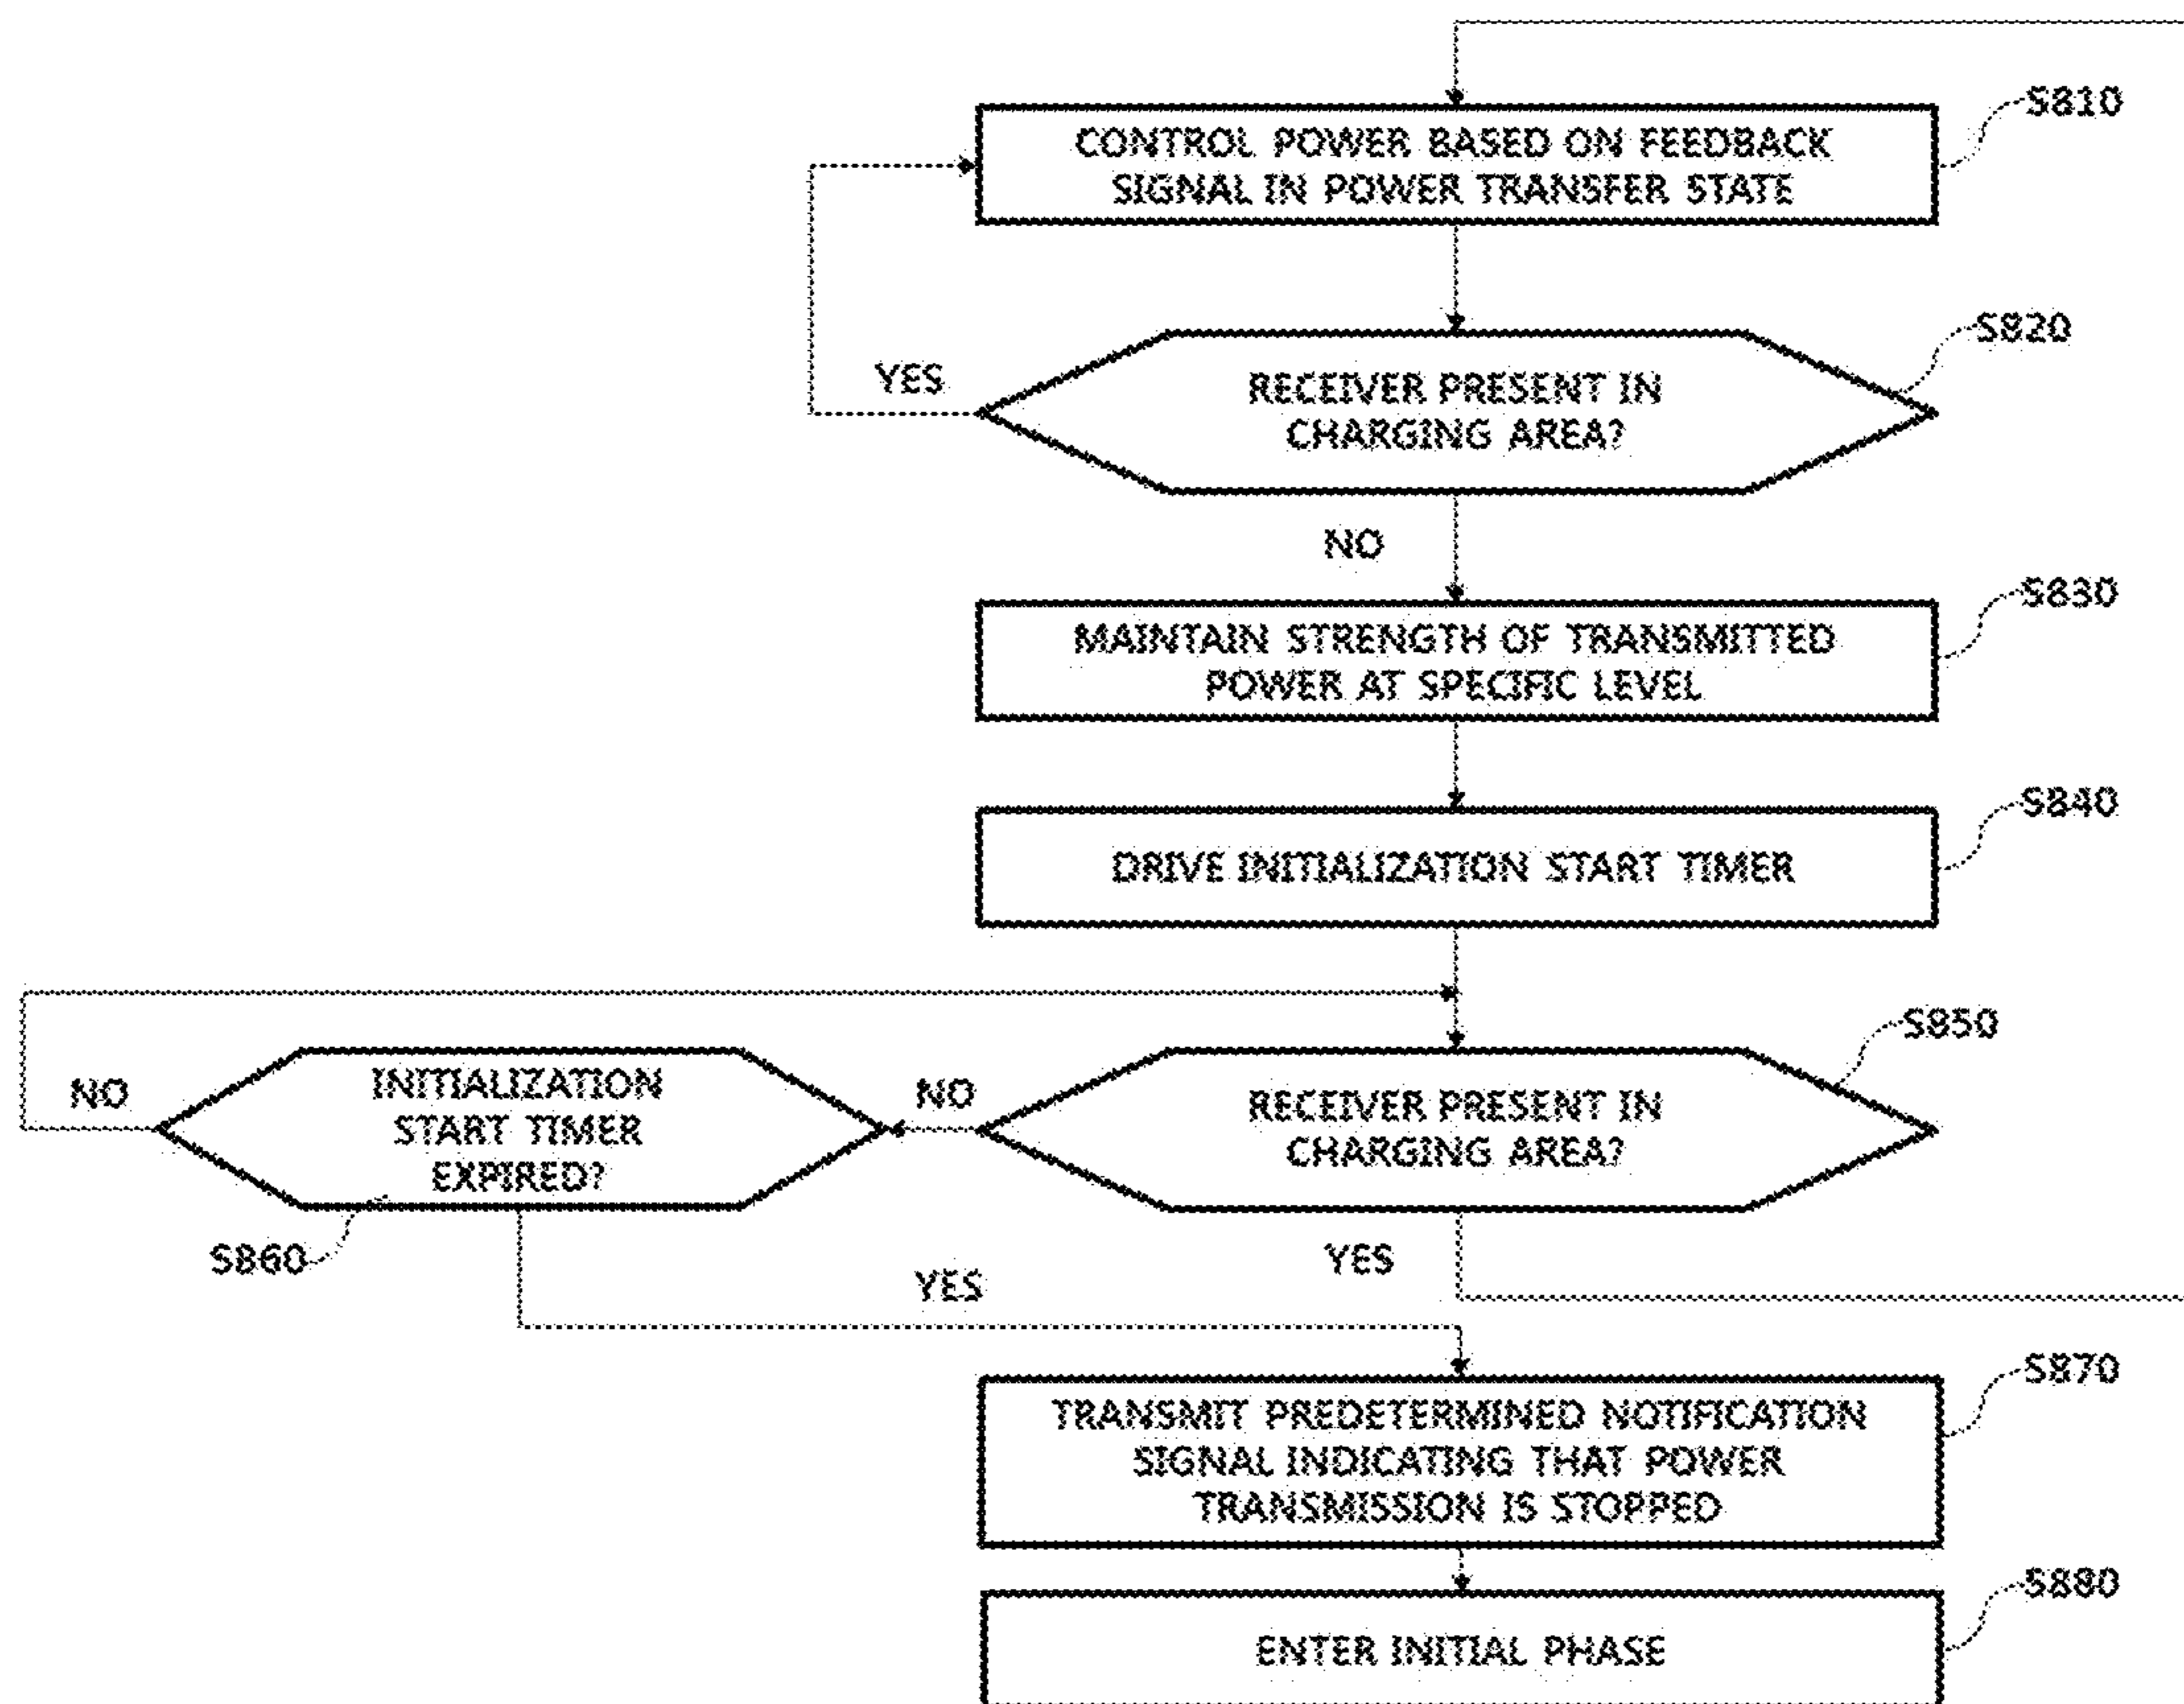 S810
CONTROL POWER BASED ON FEEDBACK
SIGNAL IN POWER TRANSFER STATE
S820
YES
RECEIVER PRESENT IN
CHARGING AREA?
NO
S830
MAINTAIN STRENGTH OF TRANSMITTED
POWER AT SPECIFIC LEVEL
S840
DRIVE INITIALIZATION START TIMER
S850
NO
INITIALIZATION
START TIMER
EXPIRED?
NO
RECEIVER PRESENT IN
CHARGING AREA?
S860
YES
YES
S870
TRANSMIT PREDETERMINED NOTIFICATION
SIGNAL INDICATING THAT POWER
TRANSMISSION IS STOPPED
S880
ENTER INITIAL PHASE